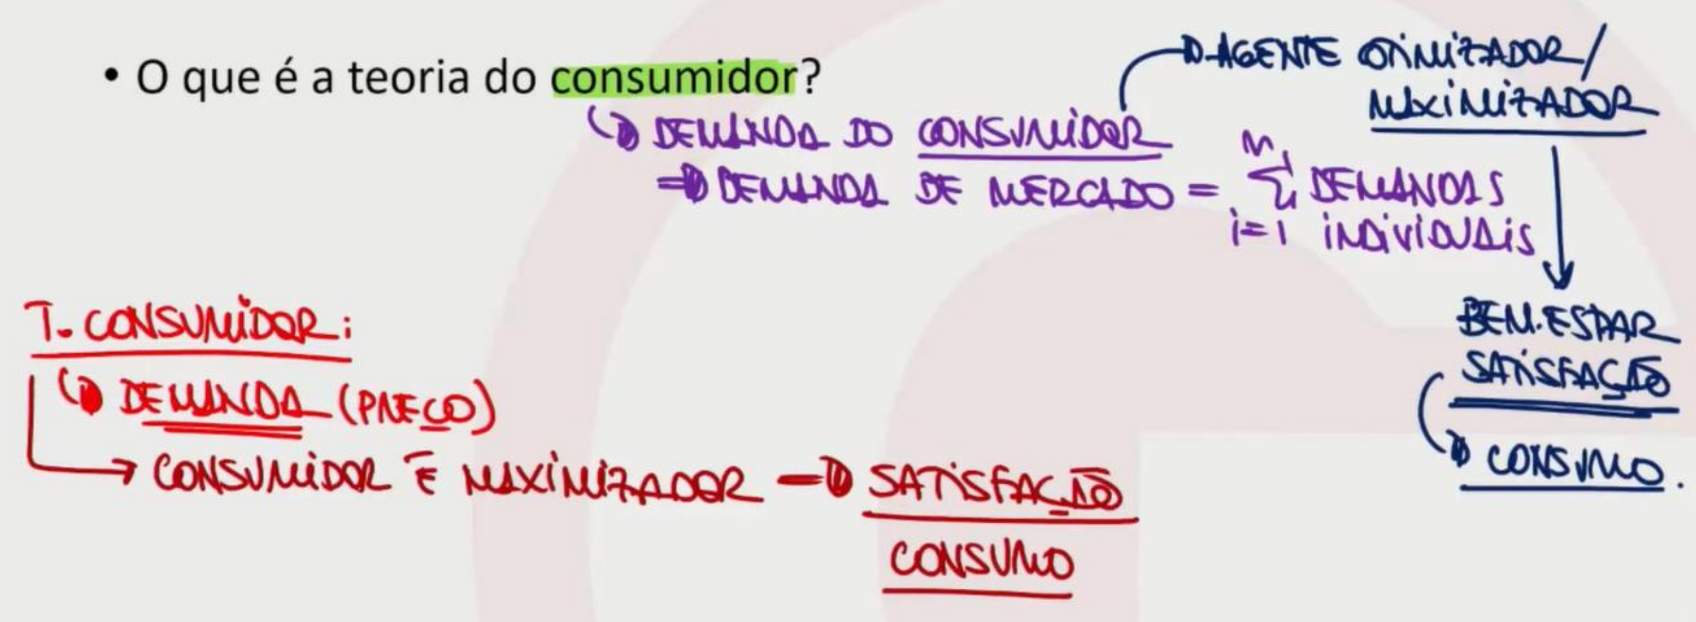 • O que é a teoria do consumidor?
AGENTE OTIMIZADOR/
MAXIMIZADOR
DEMANDA DO CONSUMIDOR
⇒ DEMANDA DE MERCADO = n Σ i=1 DEMANDAS
INDIVIDUAIS
BEM-ESTAR
SATISFAÇÃO
CONSUMO.
T. CONSUMIDOR:
DEMANDA (PREÇO)
→ CONSUMIDOR É MAXIMIZADOR ⇒ SATISFAÇÃO
CONSUMO